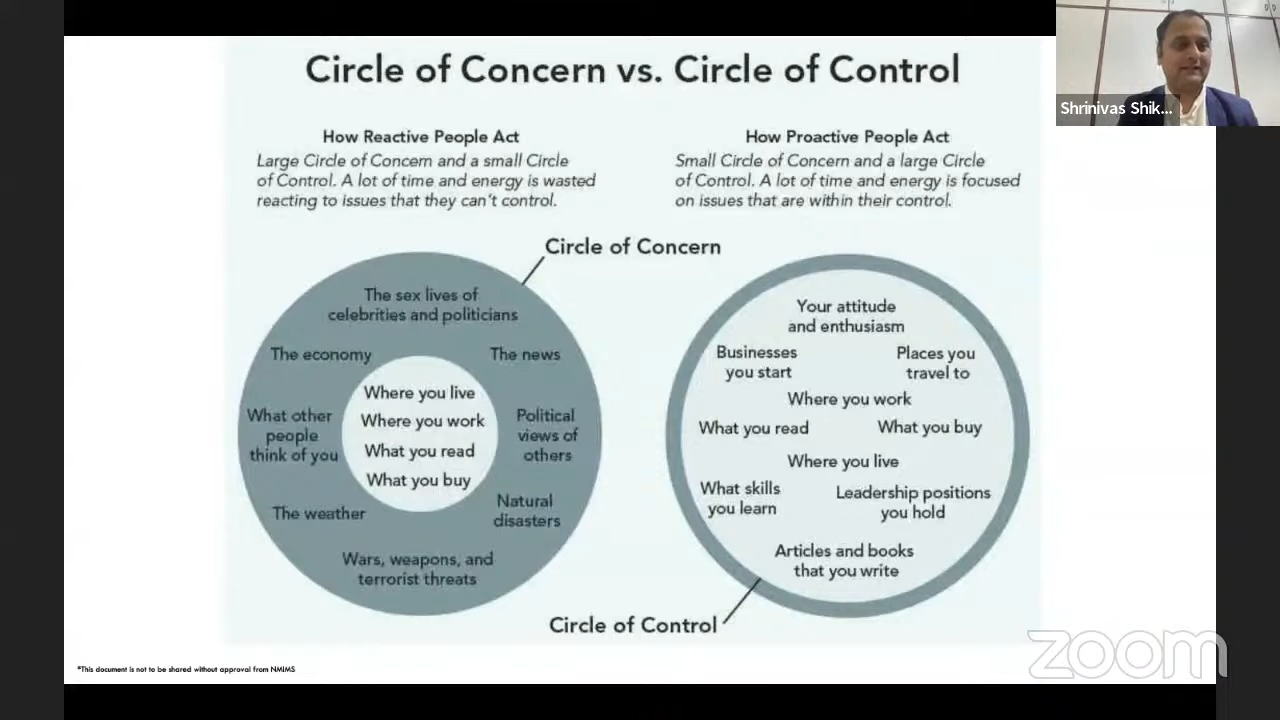 Circle of Concern vs. Circle of Control
Shrinivas Shik...
How Reactive People Act
Large Circle of Concern and a small Circle
of Control. A lot of time and energy is wasted
reacting to issues that they can't control.
How Proactive People Act
Small Circle of Concern and a large Circle
of Control. A lot of time and energy is focused
on issues that are within their control.
Circle of Concern
The sex lives of
celebrities and politicians
The economy
The news
What other
people
think of you
Where you live
Where you work
What you read
What you buy
Political
views of
others
The weather
Natural
disasters
Wars, weapons, and
terrorist threats
Your attitude
and enthusiasm
Businesses
you start
Places you
travel to
Where you work
What you read
What you buy
Where you live
What skills
you learn
Leadership positions
you hold
Articles and books
that you write
Circle of Control
*This document is not to be shared without approval from NMIMS
zoom